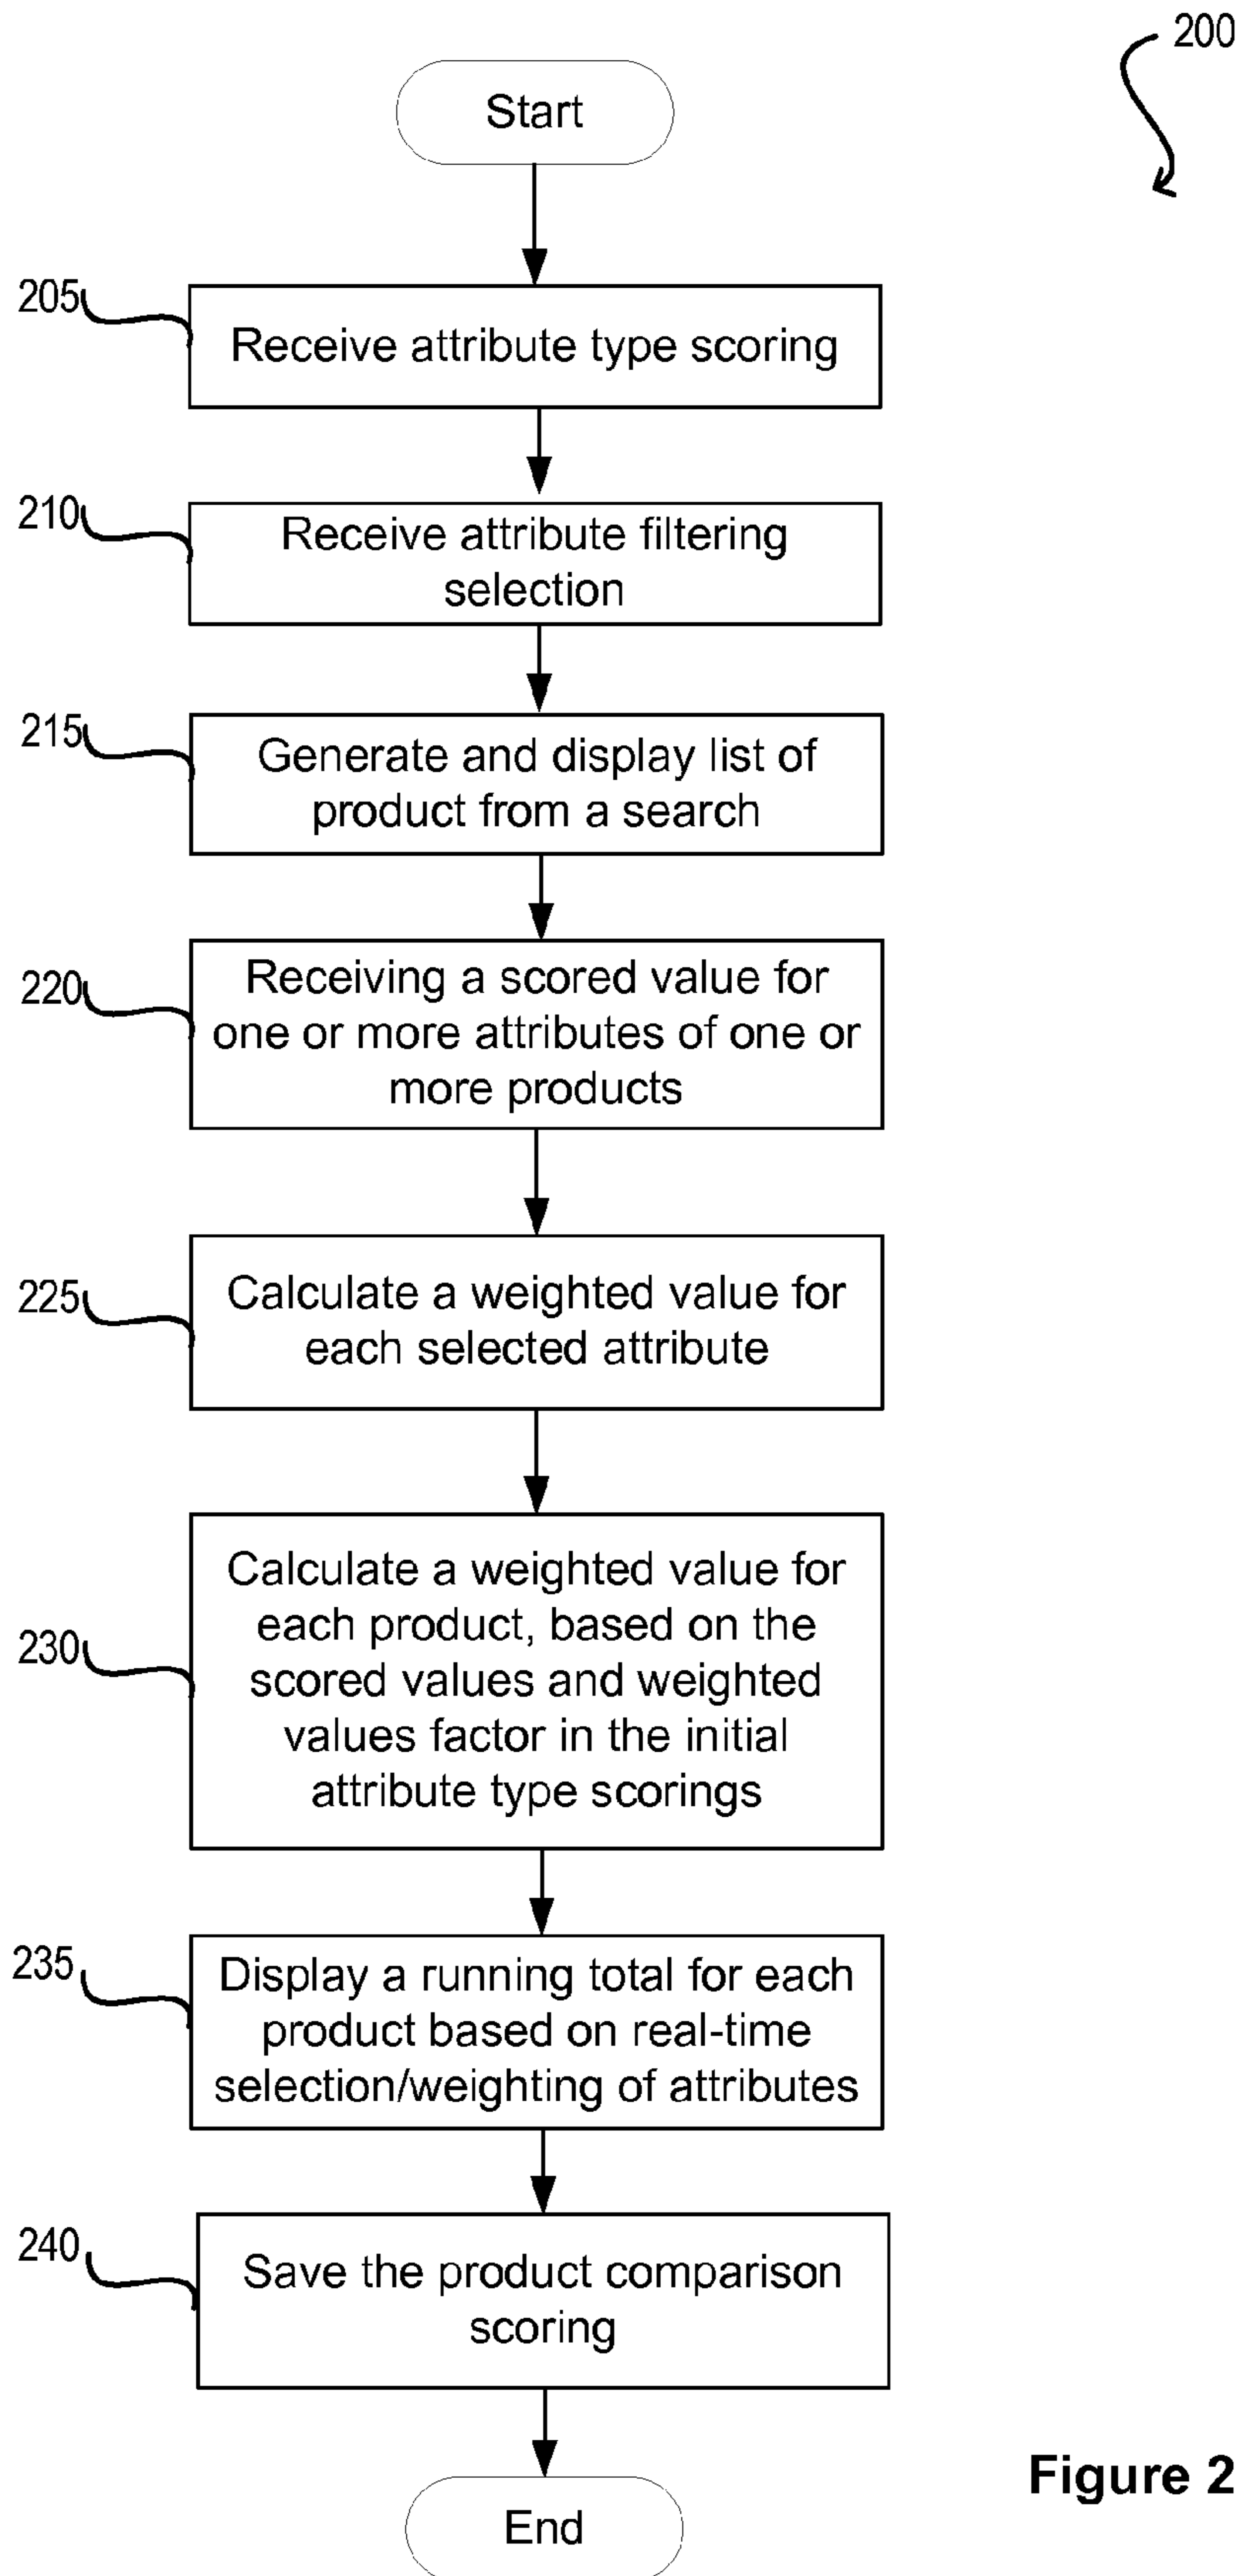 200
Start
205
Receive attribute type scoring
210
Receive attribute filtering
selection
215
Generate and display list of
product from a search
220
Receiving a scored value for
one or more attributes of one or
more products
225
Calculate a weighted value for
each selected attribute
230
Calculate a weighted value for
each product, based on the
scored values and weighted
values factor in the initial
attribute type scorings
235
Display a running total for each
product based on real-time
selection/weighting of attributes
240
Save the product comparison
scoring
End
Figure 2